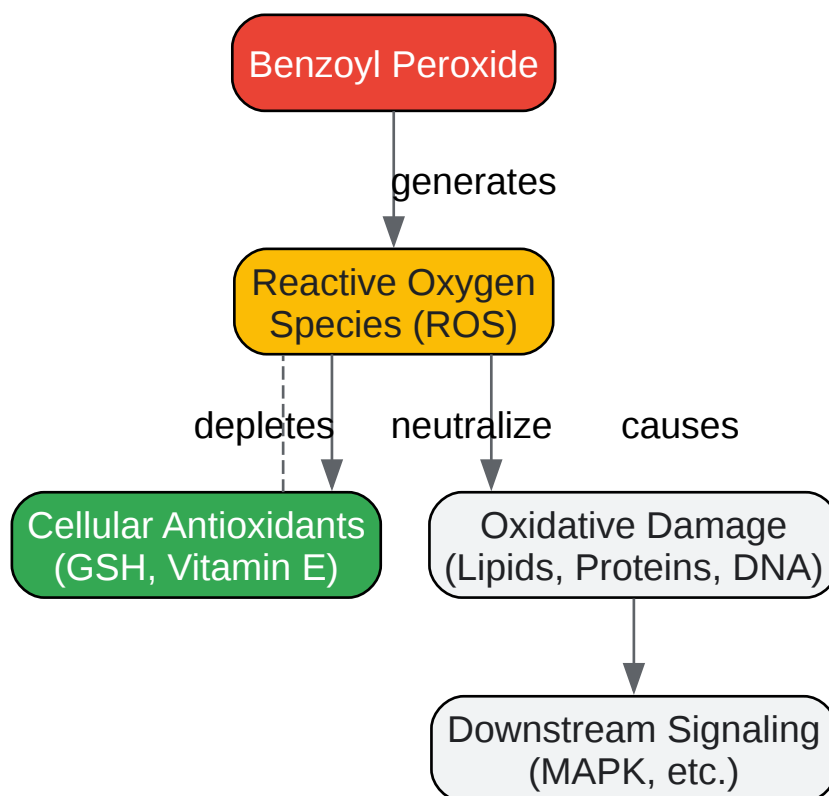 Benzoyl Peroxide
generates
Reactive Oxygen
Species (ROS)
depletes
neutralize
causes
Cellular Antioxidants
(GSH, Vitamin E)
Oxidative Damage
(Lipids, Proteins, DNA)
Downstream Signaling
(MAPK, etc.)